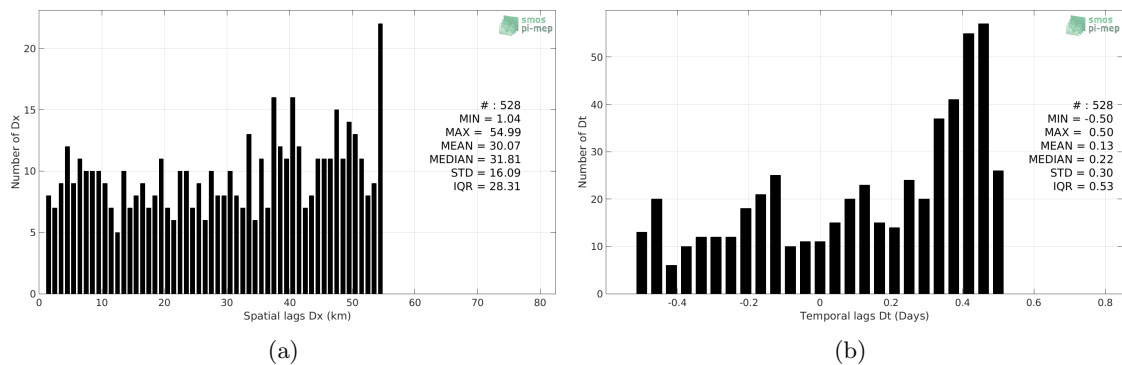 smos
pi-mep
20
15
10
5
0
Number of Dx
# : 528
MIN = 1.04
MAX = 54.99
MEAN = 30.07
MEDIAN = 31.81
STD = 16.09
IQR = 28.31
0 10 20 30 40 50 60 70 80
Spatial lags Dx (km)
(a)
smos
pi-mep
50
40
30
20
10
0
Number of Dt
# : 528
MIN = -0.50
MAX = 0.50
MEAN = 0.13
MEDIAN = 0.22
STD = 0.30
IQR = 0.53
-0.4 -0.2 0 0.2 0.4 0.6 0.8
Temporal lags Dt (Days)
(b)